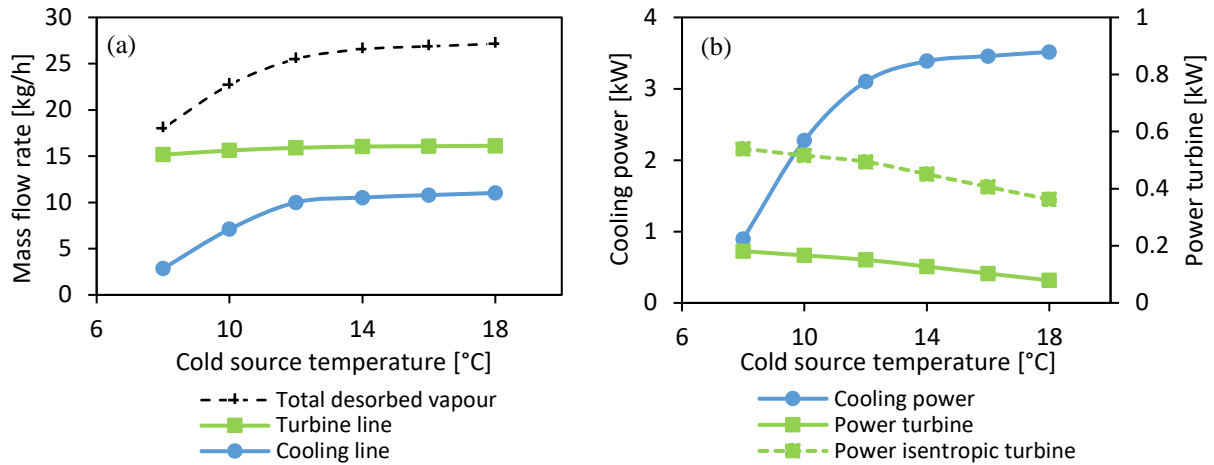 (a)
Mass flow rate [kg/h]
30
25
20
15
10
5
0
6
10
14
18
Cold source temperature [°C]
Total desorbed vapour
Turbine line
Cooling line
(b)
Cooling power [kW]
4
3
2
1
0
Power turbine [kW]
1
0.8
0.6
0.4
0.2
0
6
10
14
18
Cold source temperature [°C]
Cooling power
Power turbine
Power isentropic turbine